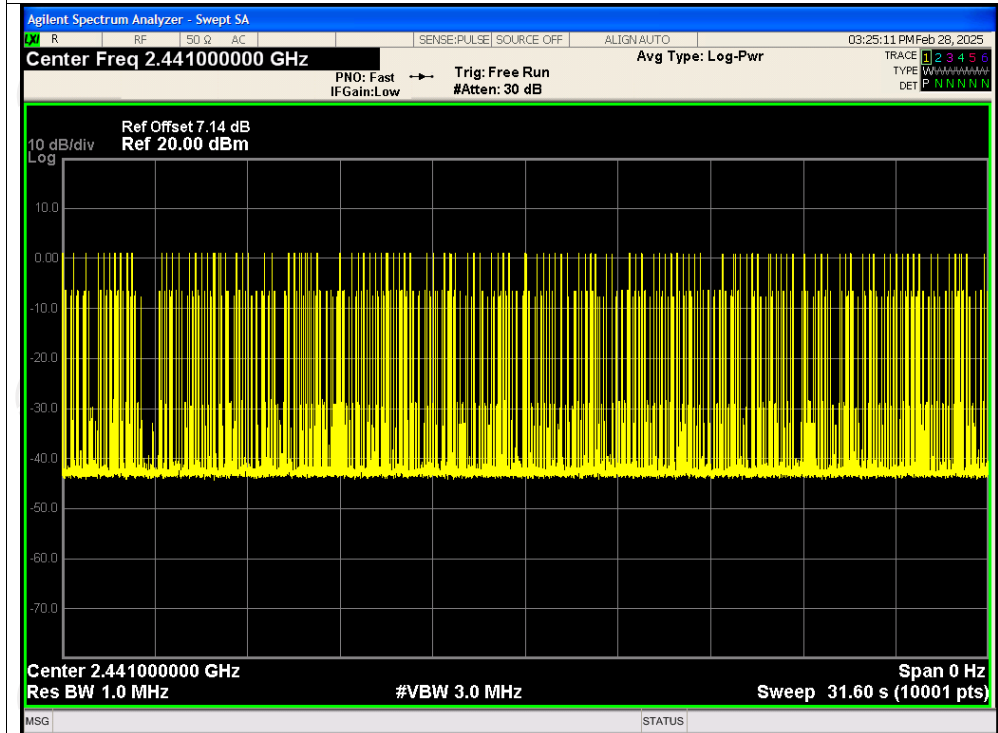 Agilent Spectrum Analyzer - Swept SA
LXI R RF 50 Ω AC SENSE:PULSE SOURCE OFF ALIGN AUTO 03:25:11 PM Feb 28, 2025
Center Freq 2.441000000 GHz
Avg Type: Log-Pwr
TRACE 1 2 3 4 5 6
PNO: Fast
Trig: Free Run
TYPE
IFGain:Low
#Atten: 30 dB
DET P N N N N N
Ref Offset 7.14 dB
10 dB/div
Ref 20.00 dBm
Log
10.0
0.00
-10.0
-20.0
-30.0
-40.0
-50.0
-60.0
-70.0
Center 2.441000000 GHz
Span 0 Hz
Res BW 1.0 MHz
#VBW 3.0 MHz
Sweep 31.60 s (10001 pts)
MSG
STATUS